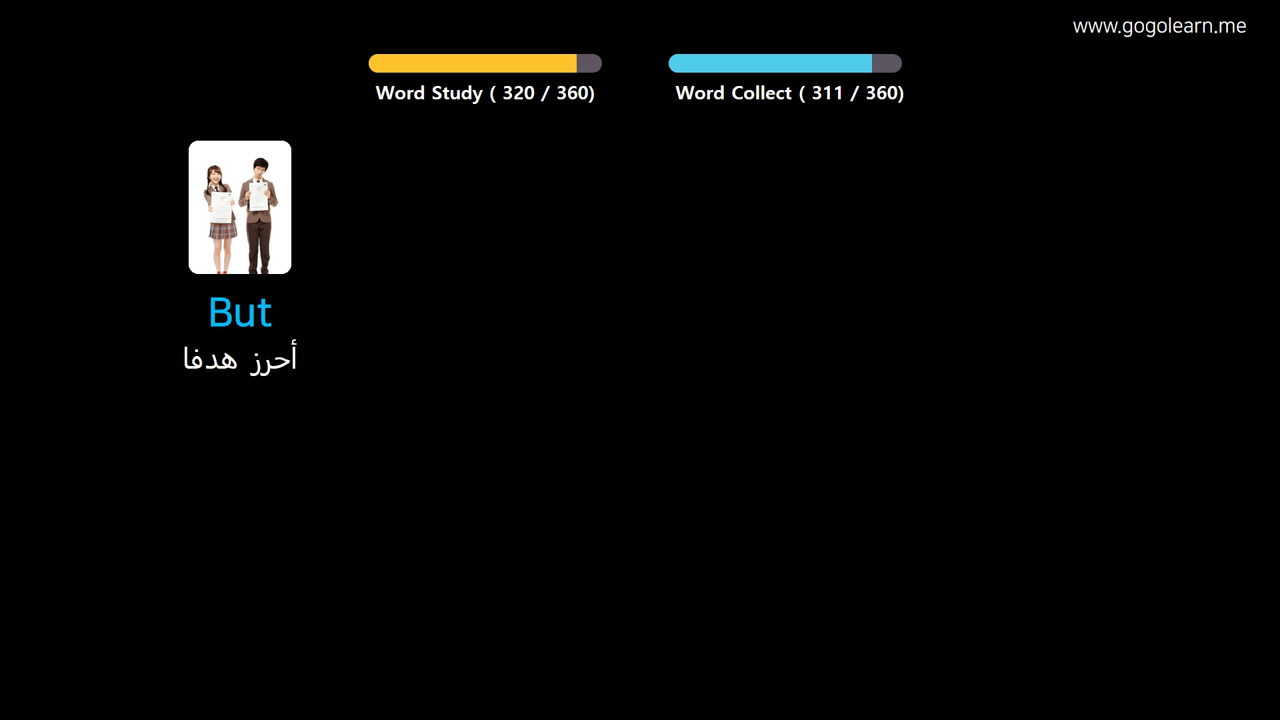 www.gogolearn.me
Word Study ( 320 / 360)
Word Collect ( 311 / 360)
But
أحرز هدفا